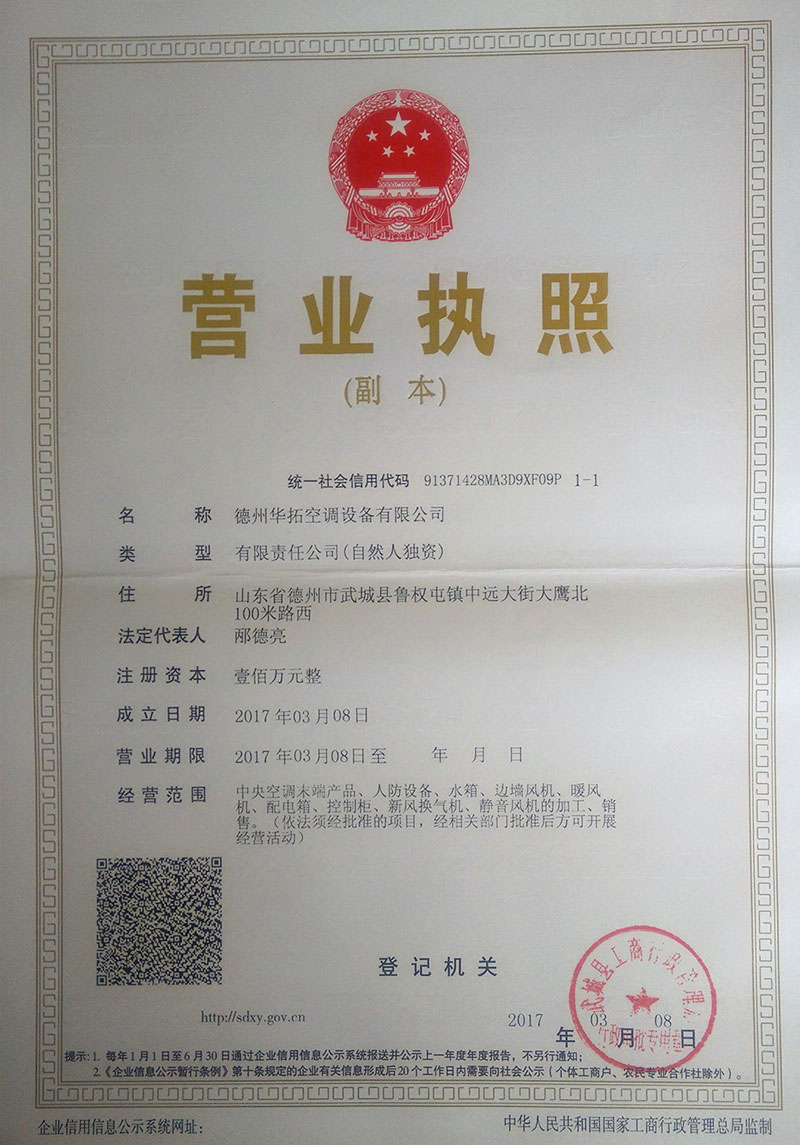 营业执照
(副 本)
统一社会信用代码 91371428MA3D9XF09P 1-1
名 称 德州华拓空调设备有限公司
类 型 有限责任公司(自然人独资)
住 所 山东省德州市武城县鲁权屯镇中远大街大鹰北
100米路西
法定代表人 邴德亮
注册资本 壹佰万元整
成立日期 2017年03月08日
营业期限 2017年03月08日至 年 月 日
经营范围 中央空调末端产品、人防设备、水箱、边墙风机、暖风
机、配电箱、控制柜、新风换气机、静音风机的加工、销
售。（依法须经批准的项目，经相关部门批准后方可开展
经营活动）
登记机关
武城县工商行政管理局
行政审批专用章
http://sdxy.gov.cn
2017 年 03 月 08 日
提示:1. 每年1月1日至6月30日通过企业信用信息公示系统报送并公示上一年度年度报告，不另行通知；
2.《企业信息公示暂行条例》第十条规定的企业有关信息形成后20个工作日内需要向社会公示（个体工商户、农民专业合作社除外）。
企业信用信息公示系统网址：
中华人民共和国国家工商行政管理总局监制